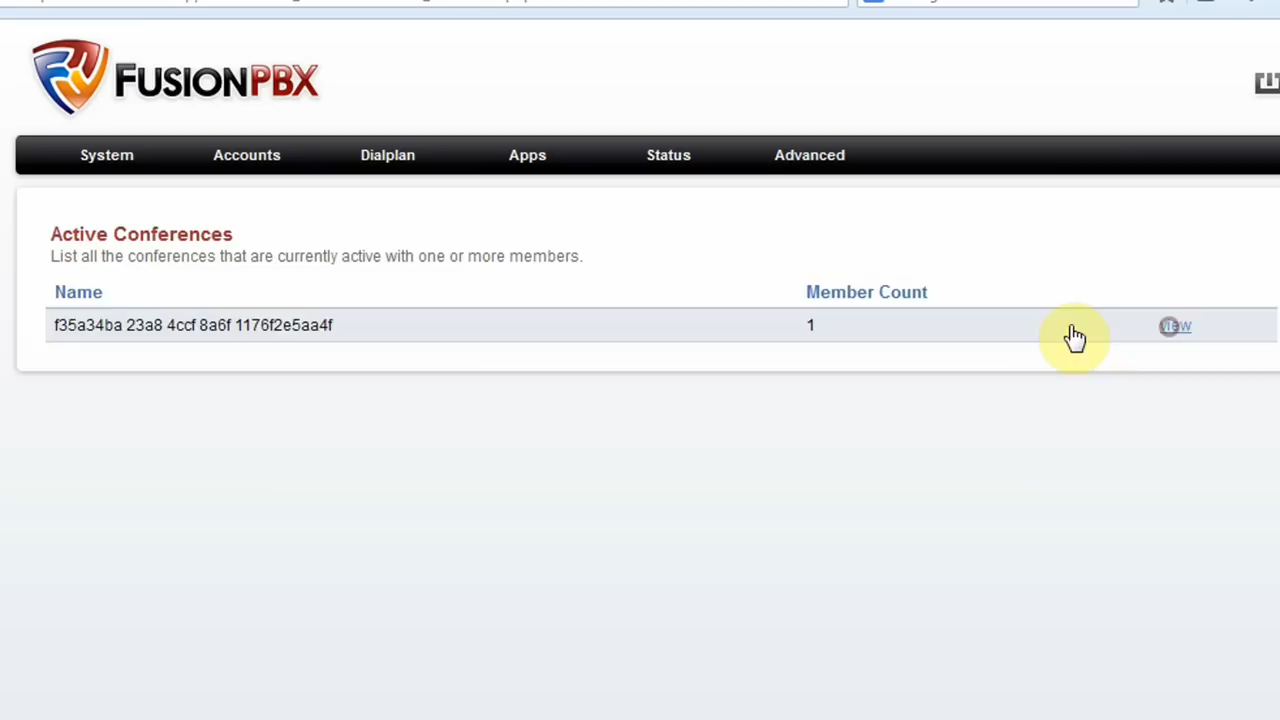 FUSIONPBX
System Accounts Dialplan Apps Status Advanced
Active Conferences
List all the conferences that are currently active with one or more members.
Name Member Count
f35a34ba 23a8 4ccf 8a6f 1176f2e5aa4f 1 view